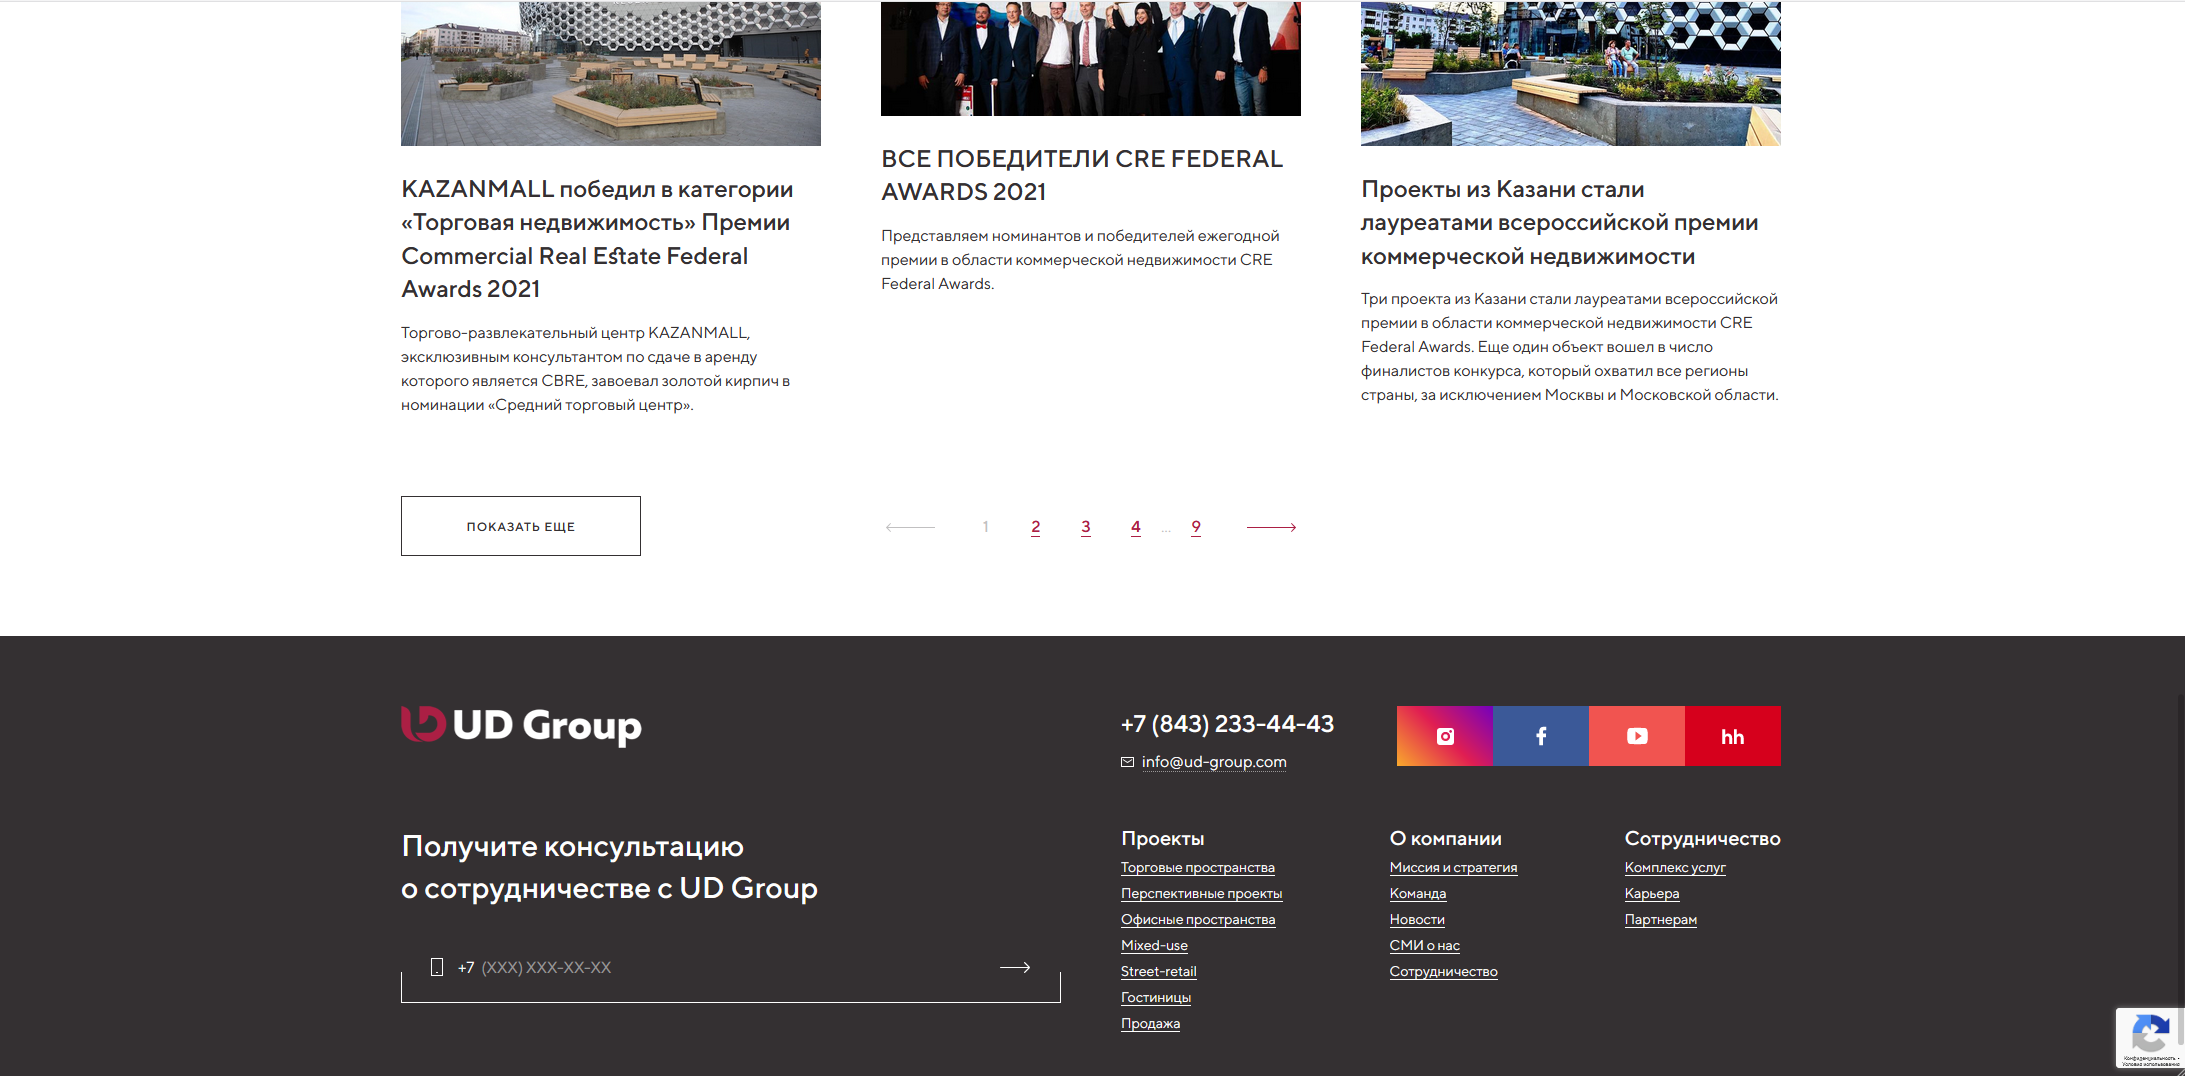 KAZANMALL победил в категории
«Торговая недвижимость» Премии
Commercial Real Estate Federal
Awards 2021
Торгово-развлекательный центр KAZANMALL,
эксклюзивным консультантом по сдаче в аренду
которого является CBRE, завоевал золотой кирпич в
номинации «Средний торговый центр».
ВСЕ ПОБЕДИТЕЛИ CRE FEDERAL
AWARDS 2021
Представляем номинантов и победителей ежегодной
премии в области коммерческой недвижимости CRE
Federal Awards.
Проекты из Казани стали
лауреатами всероссийской премии
коммерческой недвижимости
Три проекта из Казани стали лауреатами всероссийской
премии в области коммерческой недвижимости CRE
Federal Awards. Еще один объект вошел в число
финалистов конкурса, который охватил все регионы
страны, за исключением Москвы и Московской области.
ПОКАЗАТЬ ЕЩЕ
1 2 3 4 ... 9
UD Group
+7 (843) 233-44-43
info@ud-group.com
hh
Получите консультацию
о сотрудничестве с UD Group
+7 (XXX) XXX-XX-XX
Проекты
Торговые пространства
Перспективные проекты
Офисные пространства
Mixed-use
Street-retail
Гостиницы
Продажа
О компании
Миссия и стратегия
Команда
Новости
СМИ о нас
Сотрудничество
Сотрудничество
Комплекс услуг
Карьера
Партнерам
Конфиденциальность -
Условия использования